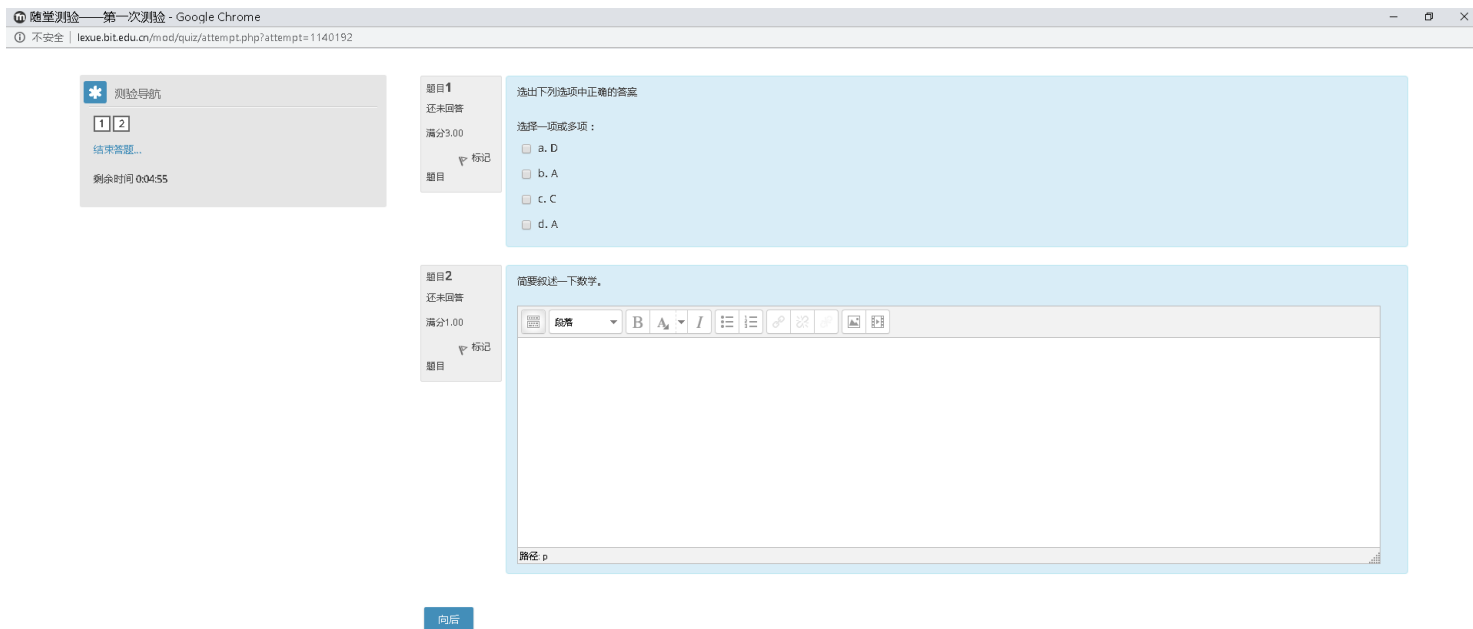 随堂测验——第一次测验 - Google Chrome
不安全 | lexue.bit.edu.cn/mod/quiz/attempt.php?attempt=1140192
测验导航
1 2
结束答题...
剩余时间 0:04:55
题目1
还未回答
满分3.00
标记
题目
选出下列选项中正确的答案
选择一项或多项：
a. D
b. A
c. C
d. A
题目2
还未回答
满分1.00
标记
题目
简要叙述一下数学。
段落
B A I
路径: p
向后